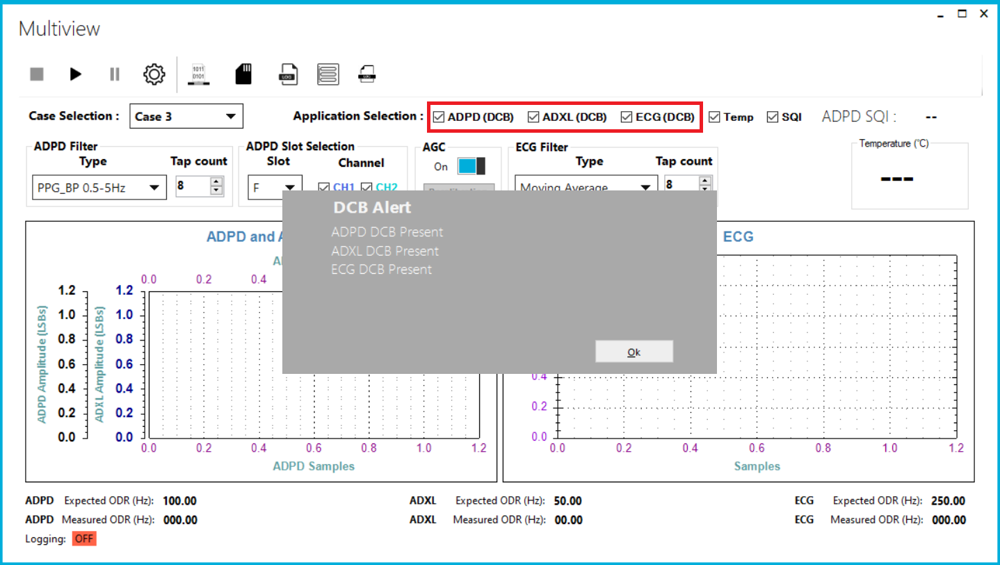 Multiview
1011
0101
LOG
Case Selection : Case 3 Application Selection : ADPD (DCB) ADXL (DCB) ECG (DCB) Temp SQI ADPD SQI : --
ADPD Filter
Type Tap count
PPG_BP 0.5-5Hz 8
ADPD Slot Selection
Slot Channel
F CH1 CH2
AGC
On
ECG Filter
Type Tap count
Moving Average 8
Temperature (°C)
---
DCB Alert
ADPD DCB Present
ADXL DCB Present
ECG DCB Present
Ok
ADPD and
0.0 0.2 0.4
ADPD Amplitude (LSBs)
1.2
1.0
0.8
0.6
0.4
0.2
0.0
ADXL Amplitude (LSBs)
1.2
1.0
0.8
0.6
0.4
0.2
0.0
0.0 0.2 0.4 0.6 0.8 1.0 1.2
ADPD Samples
ECG
0.4
0.2
0.0
0.0 0.2 0.4 0.6 0.8 1.0 1.2
Samples
ADPD Expected ODR (Hz): 100.00
ADPD Measured ODR (Hz): 000.00
ADXL Expected ODR (Hz): 50.00
ADXL Measured ODR (Hz): 00.00
ECG Expected ODR (Hz): 250.00
ECG Measured ODR (Hz): 000.00
Logging: OFF